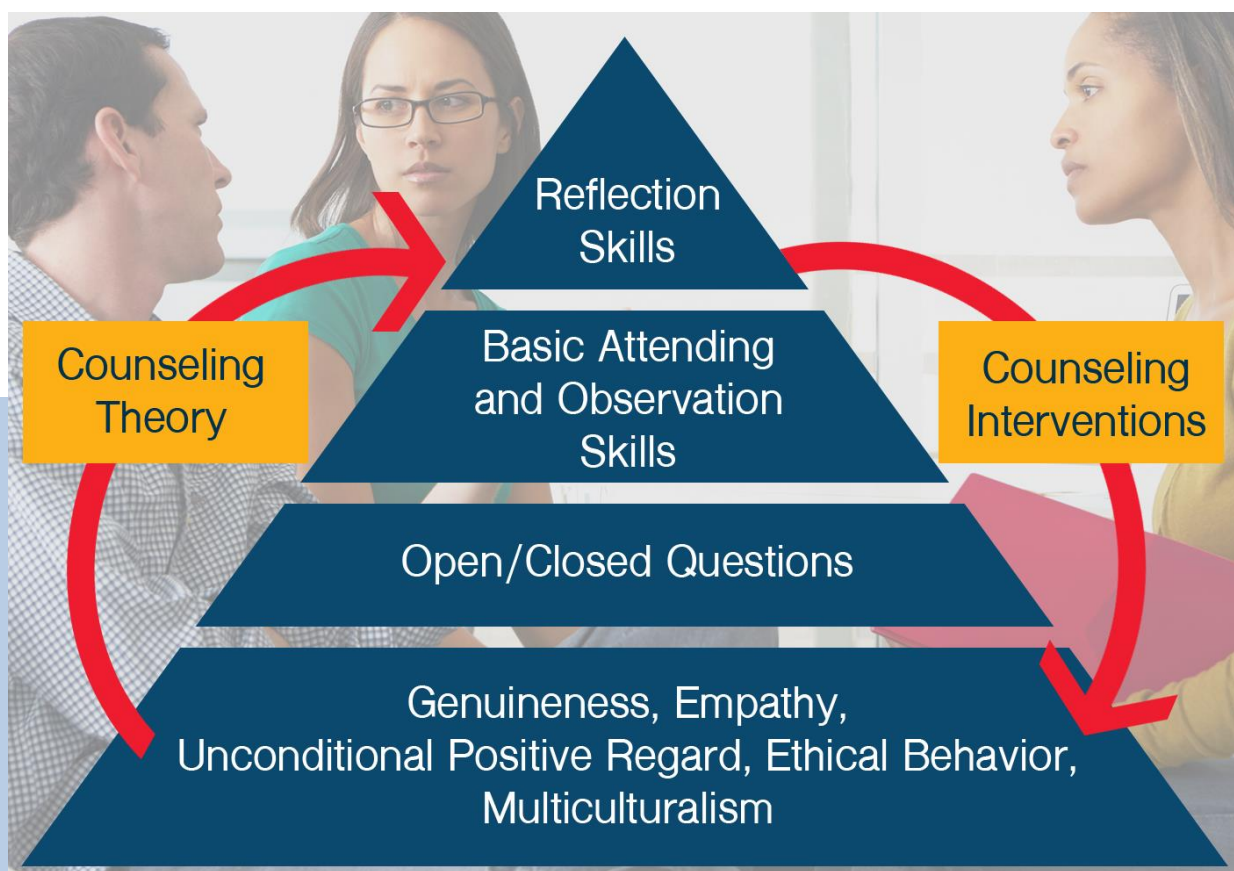 Reflection
Skills
Basic Attending
and Observation
Skills
Counseling
Theory
Counseling
Interventions
Open/Closed Questions
Genuineness, Empathy,
Unconditional Positive Regard, Ethical Behavior,
Multiculturalism